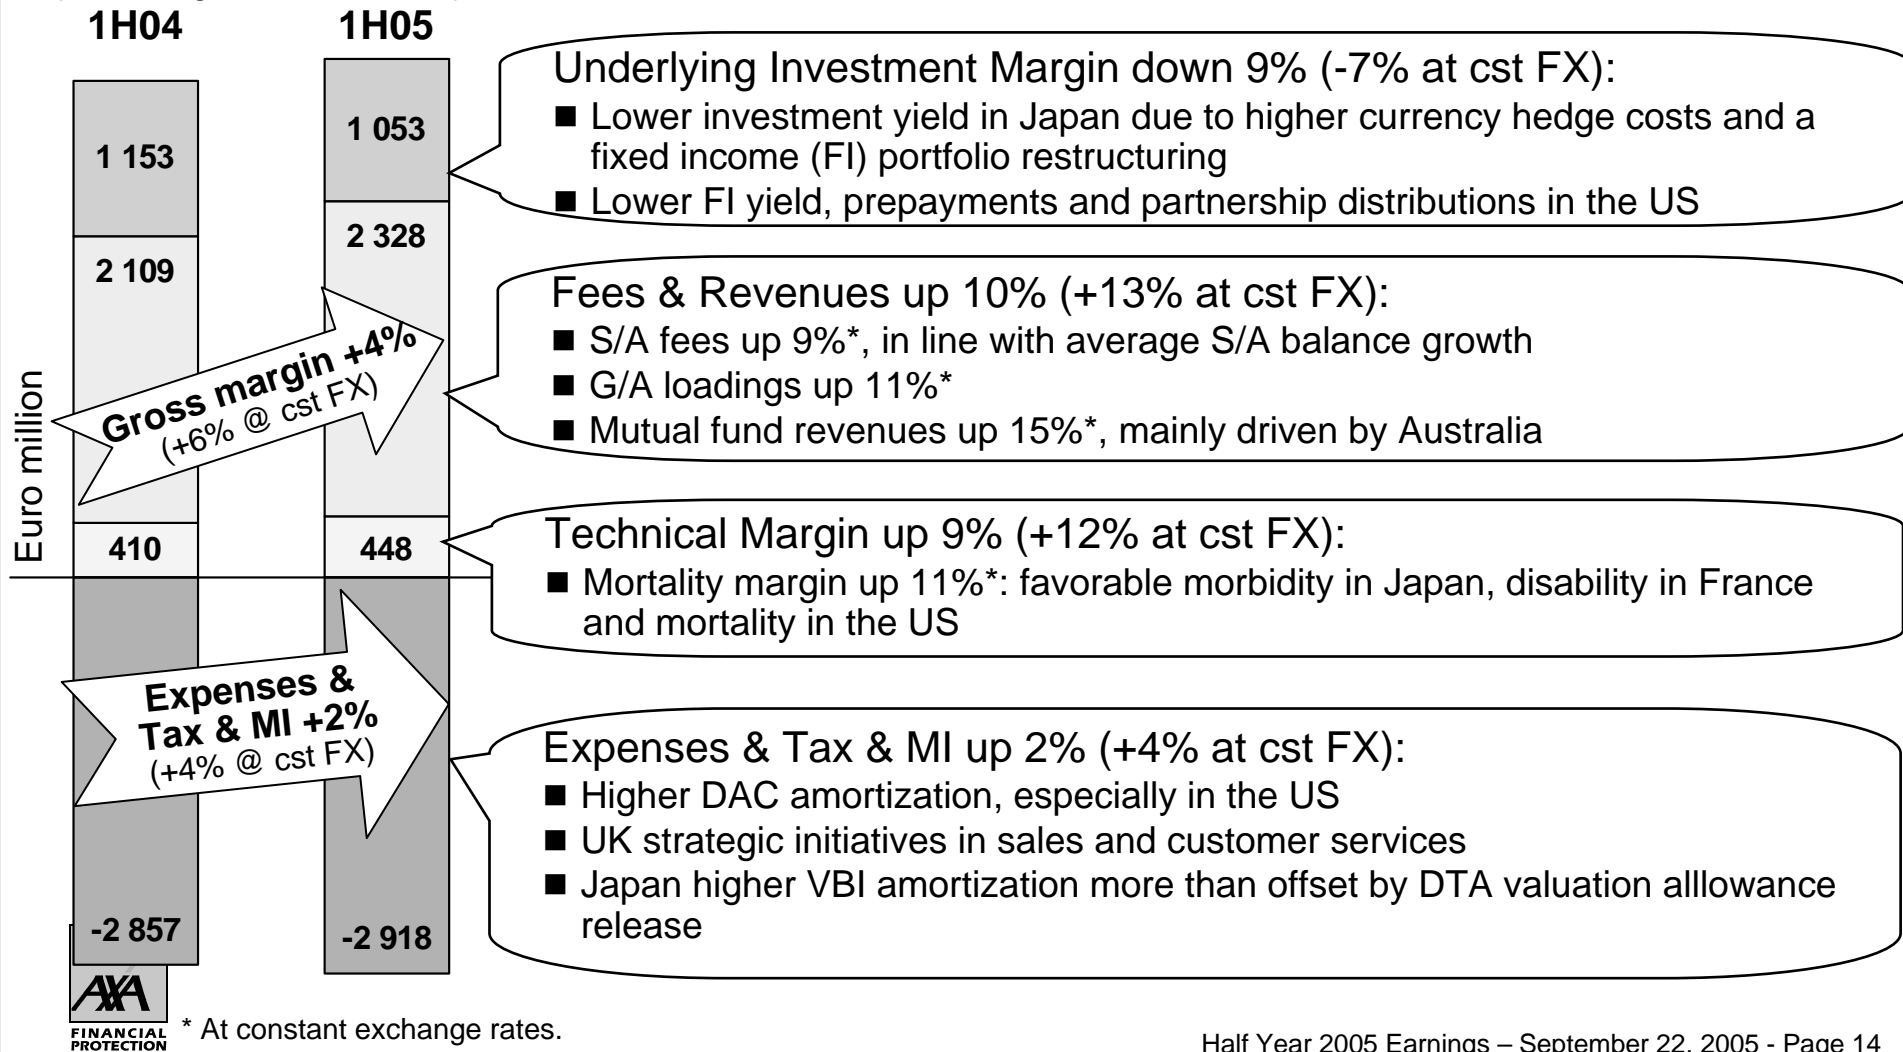 1H04
1H05
1 153
1 053
2 109
2 328
410
448
-2 857
-2 918
Euro million
Gross margin +4%
(+6% @ cst FX)
Expenses &
Tax & MI +2%
(+4% @ cst FX)
Underlying Investment Margin down 9% (-7% at cst FX):
■ Lower investment yield in Japan due to higher currency hedge costs and a
fixed income (FI) portfolio restructuring
■ Lower FI yield, prepayments and partnership distributions in the US
Fees & Revenues up 10% (+13% at cst FX):
■ S/A fees up 9%*, in line with average S/A balance growth
■ G/A loadings up 11%*
■ Mutual fund revenues up 15%*, mainly driven by Australia
Technical Margin up 9% (+12% at cst FX):
■ Mortality margin up 11%*: favorable morbidity in Japan, disability in France
and mortality in the US
Expenses & Tax & MI up 2% (+4% at cst FX):
■ Higher DAC amortization, especially in the US
■ UK strategic initiatives in sales and customer services
■ Japan higher VBI amortization more than offset by DTA valuation alllowance
release
AXA
FINANCIAL
PROTECTION
* At constant exchange rates.
Half Year 2005 Earnings – September 22, 2005 - Page 14